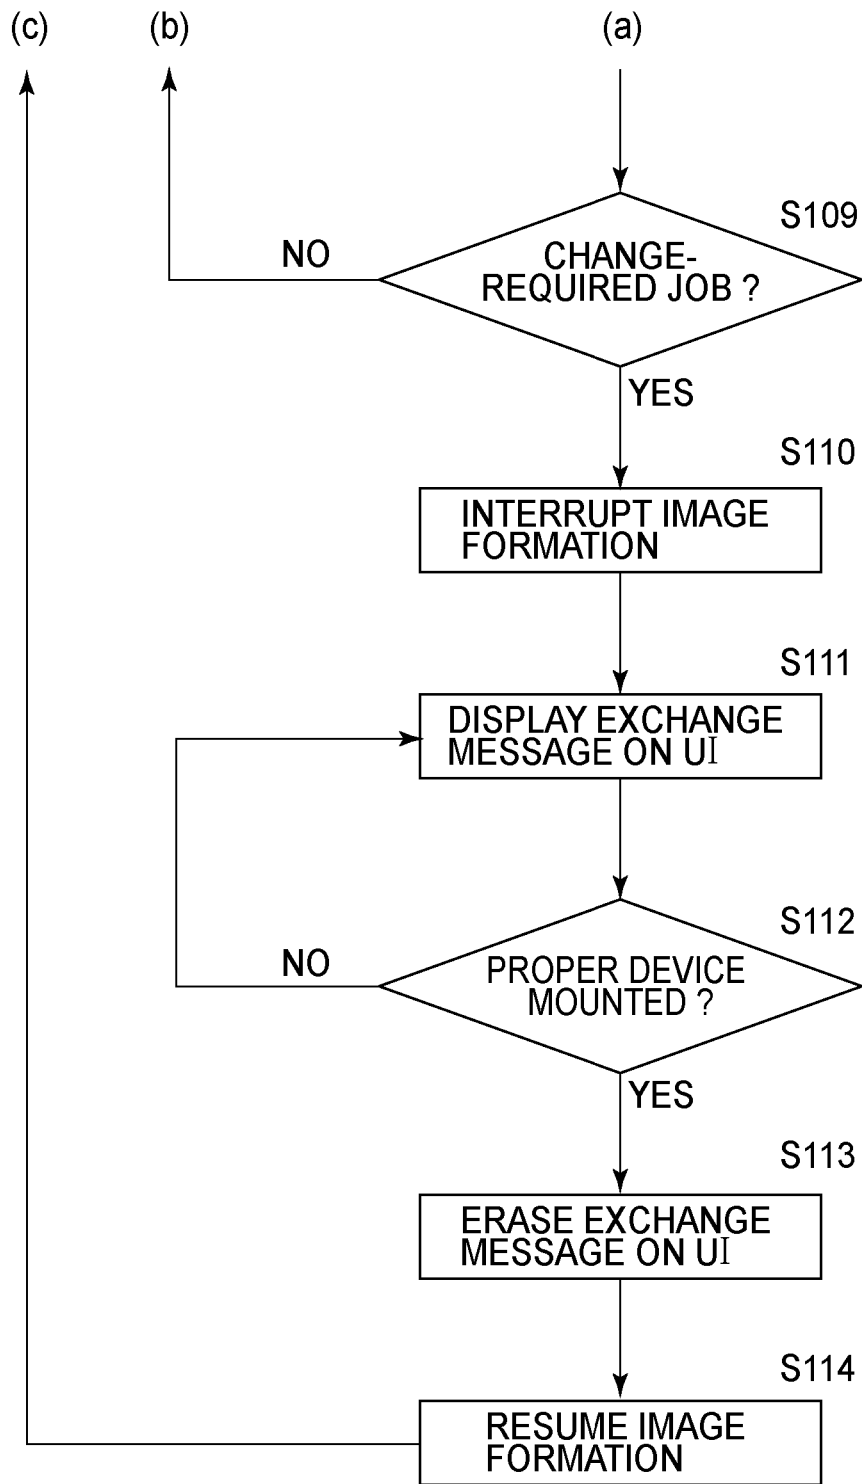 (c) (b) (a)
S109
NO
CHANGE-
REQUIRED JOB ?
YES
S110
INTERRUPT IMAGE
FORMATION
S111
DISPLAY EXCHANGE
MESSAGE ON UI
S112
NO
PROPER DEVICE
MOUNTED ?
YES
S113
ERASE EXCHANGE
MESSAGE ON UI
S114
RESUME IMAGE
FORMATION